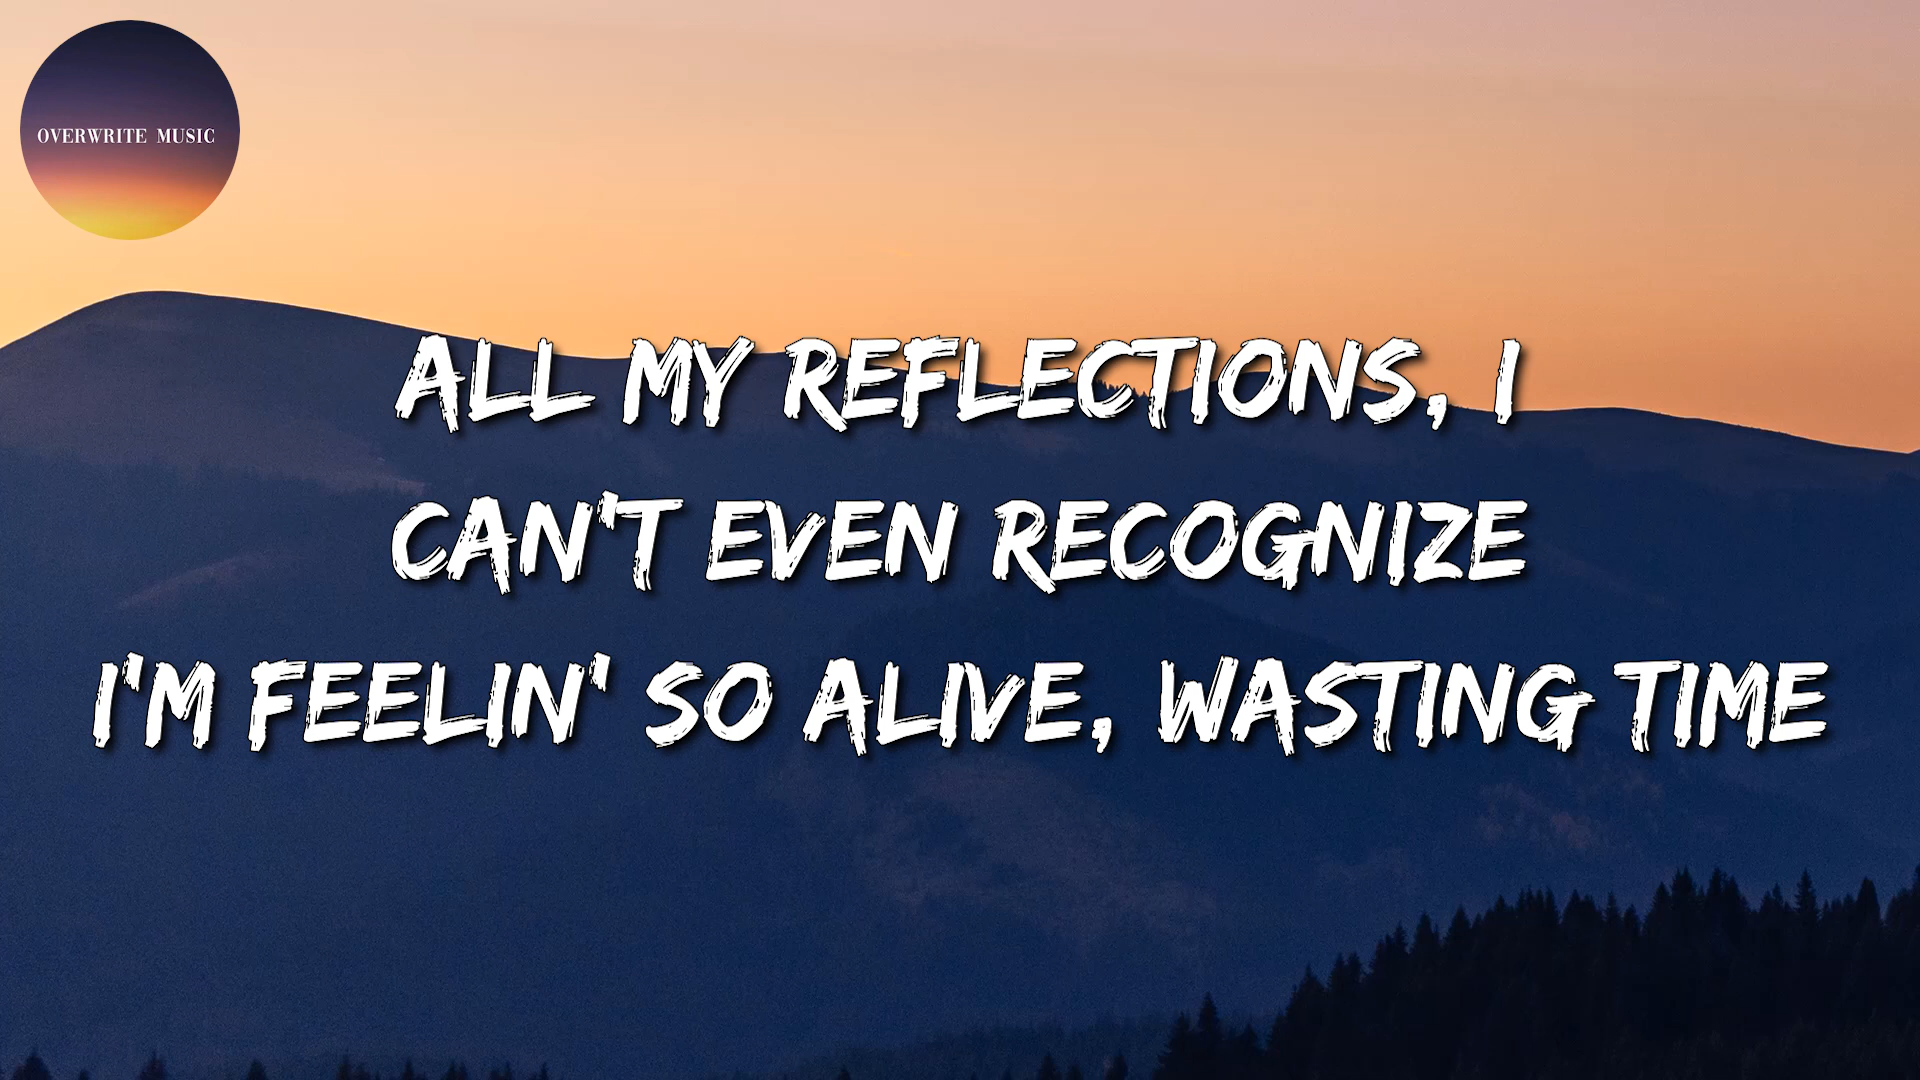 OVERWRITE MUSIC
ALL MY REFLECTIONS, I
CAN'T EVEN RECOGNIZE
I'M FEELIN' SO ALIVE, WASTING TIME